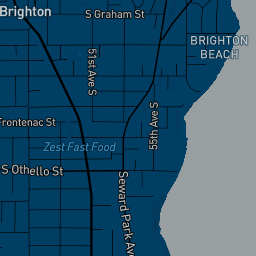 S Graham St
Brighton
BRIGHTON
BEACH
51st Ave S
55th Ave S
Frontenac St
Zest Fast Food
S Othello St
Seward Park Ave